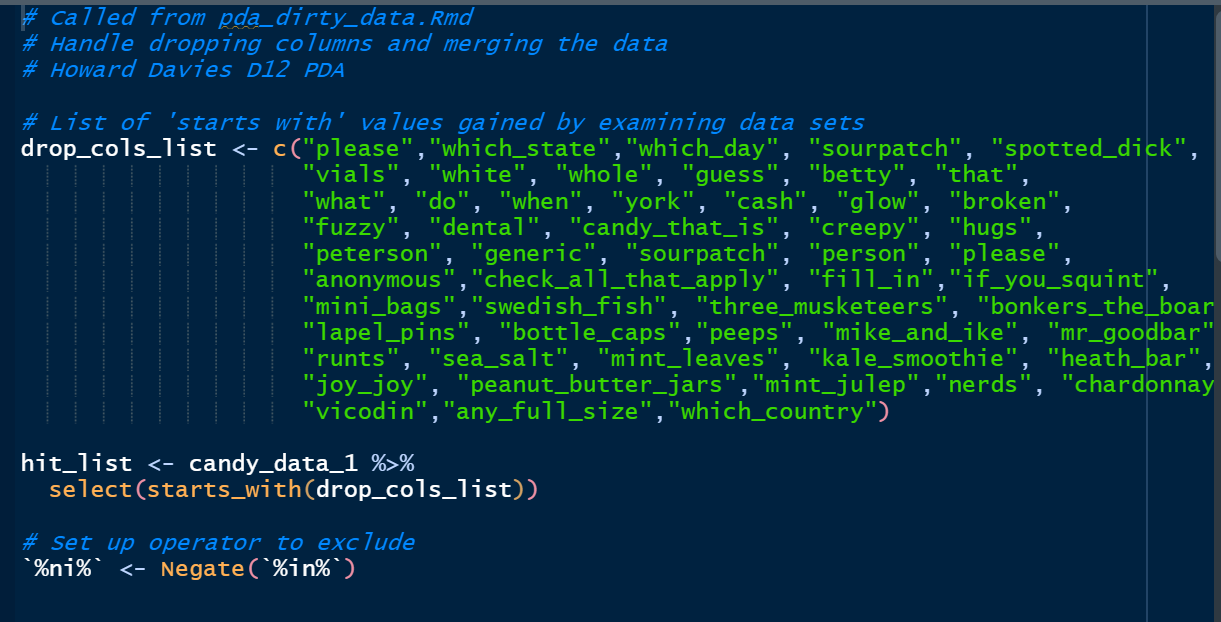 # Called from pda_dirty_data.Rmd
# Handle dropping columns and merging the data
# Howard Davies D12 PDA
# List of 'starts with' values gained by examining data sets
drop_cols_list <- c("please","which_state","which_day", "sourpatch", "spotted_dick",
"vials", "white", "whole", "guess", "betty", "that",
"what", "do", "when", "york", "cash", "glow", "broken",
"fuzzy", "dental", "candy_that_is", "creepy", "hugs",
"peterson", "generic", "sourpatch", "person", "please",
"anonymous","check_all_that_apply", "fill_in","if_you_squint",
"mini_bags","swedish_fish", "three_musketeers", "bonkers_the_boar
"lapel_pins", "bottle_caps","peeps", "mike_and_ike", "mr_goodbar"
"runts", "sea_salt", "mint_leaves", "kale_smoothie", "heath_bar",
"joy_joy", "peanut_butter_jars","mint_julep","nerds", "chardonnay
"vicodin","any_full_size","which_country")
hit_list <- candy_data_1 %>%
select(starts_with(drop_cols_list))
# Set up operator to exclude
`%ni%` <- Negate(`%in%`)